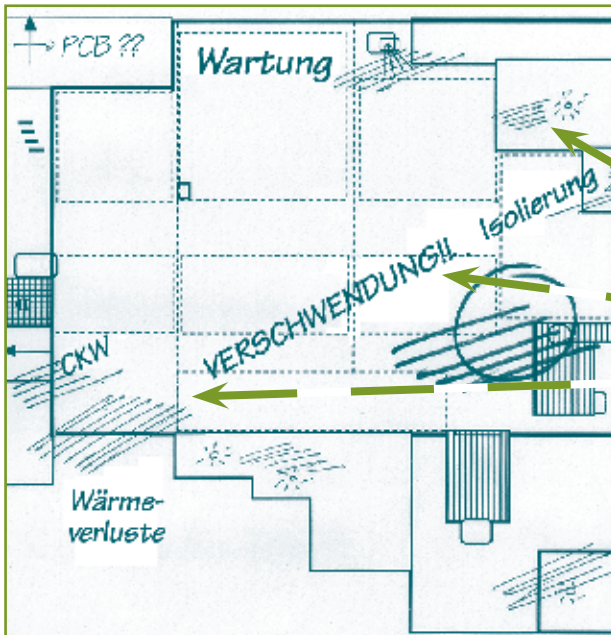 PCB ??
Wartung
Isolierung
VERSCHWENDUNG!!
CKW
Wärme-
verluste